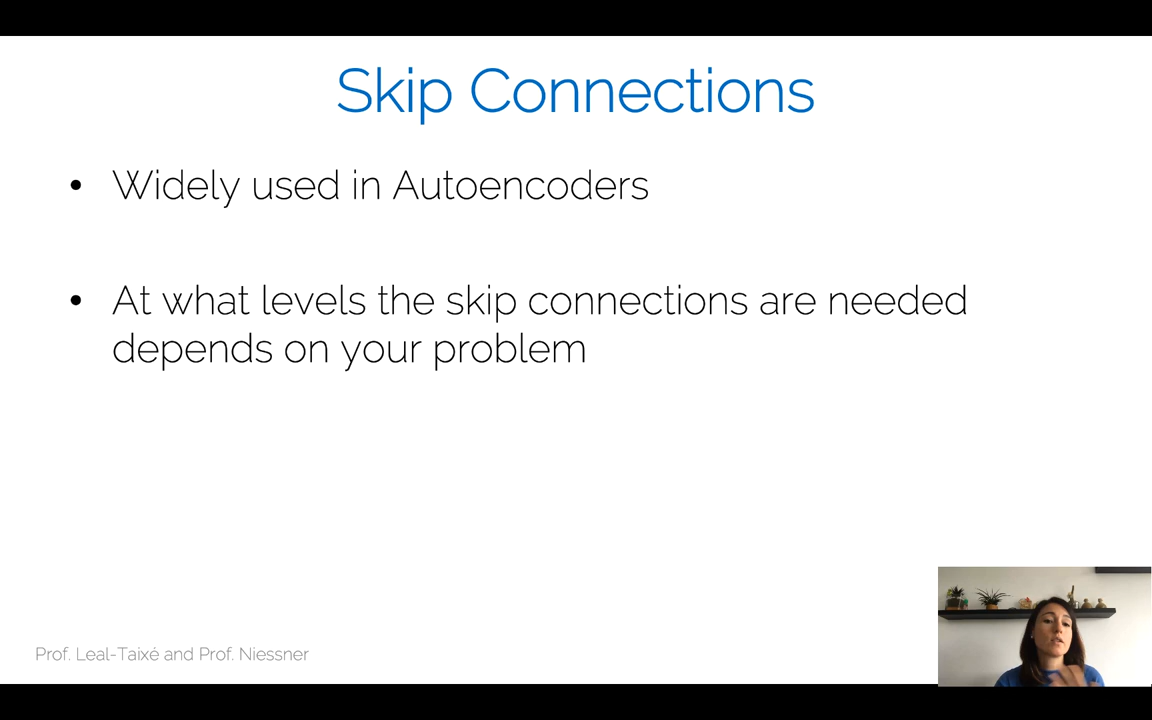 Skip Connections
• Widely used in Autoencoders
• At what levels the skip connections are needed
depends on your problem
Prof. Leal-Taixé and Prof. Niessner